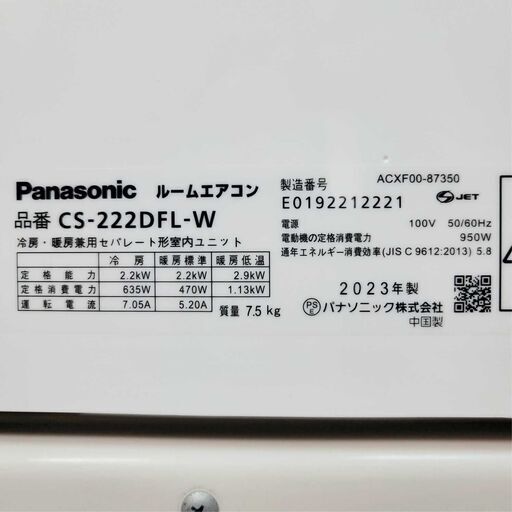 Panasonic ルームエアコン
品番 CS-222DFL-W
冷房・暖房兼用セパレート形室内ユニット
冷房 暖房標準 暖房低温
定格能力 2.2kW 2.2kW 2.9kW
定格消費電力 635W 470W 1.13kW
運転電流 7.05A 5.20A
質量 7.5kg
ACXF00-87350
製造番号
E0192212221
JET
電源 100V 50/60Hz
電動機の定格消費電力 950W
通年エネルギー消費効率(JIS C 9612:2013) 5.8
2023年製
PSE パナソニック株式会社
中国製